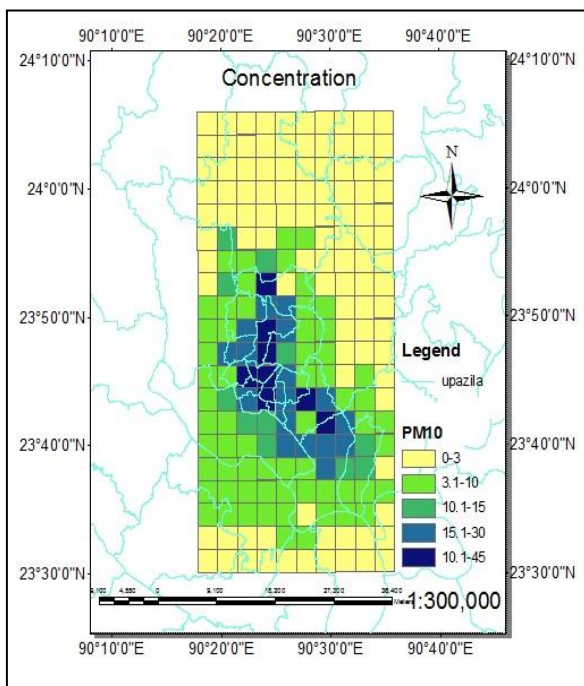 90°10'0"E 90°20'0"E 90°30'0"E 90°40'0"E
24°10'0"N 24°10'0"N
Concentration
N
24°0'0"N 24°0'0"N
23°50'0"N 23°50'0"N
Legend
upazila
23°40'0"N 23°40'0"N
PM10
0-3
3.1-10
10.1-15
15.1-30
10.1-45
23°30'0"N 23°30'0"N
0 9,100
1:300,000
90°10'0"E 90°20'0"E 90°30'0"E 90°40'0"E